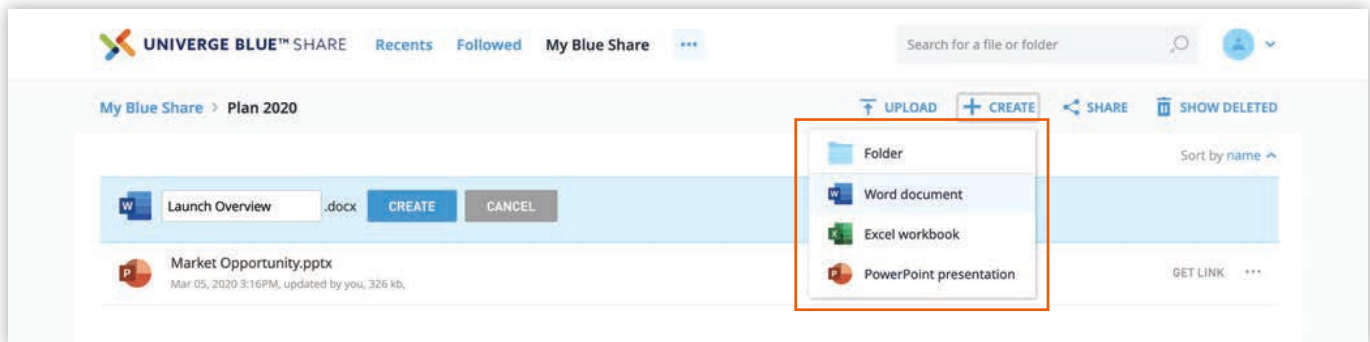 UNIVERGE BLUE™ SHARE Recents Followed My Blue Share ••• Search for a file or folder
My Blue Share > Plan 2020 UPLOAD + CREATE SHARE SHOW DELETED
Folder Sort by name
W Launch Overview .docx CREATE CANCEL W Word document
X Excel workbook
P Market Opportunity.pptx P PowerPoint presentation GET LINK •••
Mar 05, 2020 3:16PM, updated by you, 326 kb,